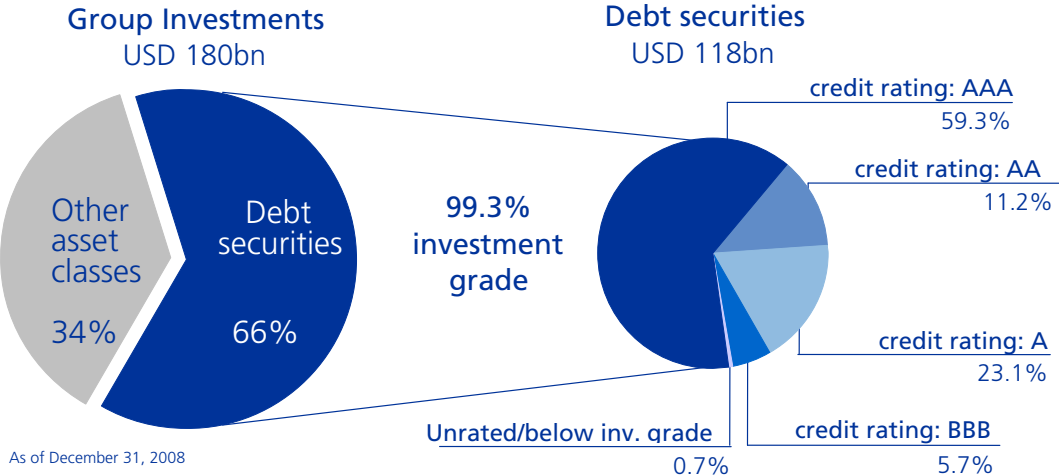 Group Investments
USD 180bn
Debt securities
USD 118bn
credit rating: AAA
59.3%
credit rating: AA
11.2%
Other
asset
classes
34%
Debt
securities
66%
99.3%
investment
grade
credit rating: A
23.1%
Unrated/below inv. grade
0.7%
credit rating: BBB
5.7%
As of December 31, 2008